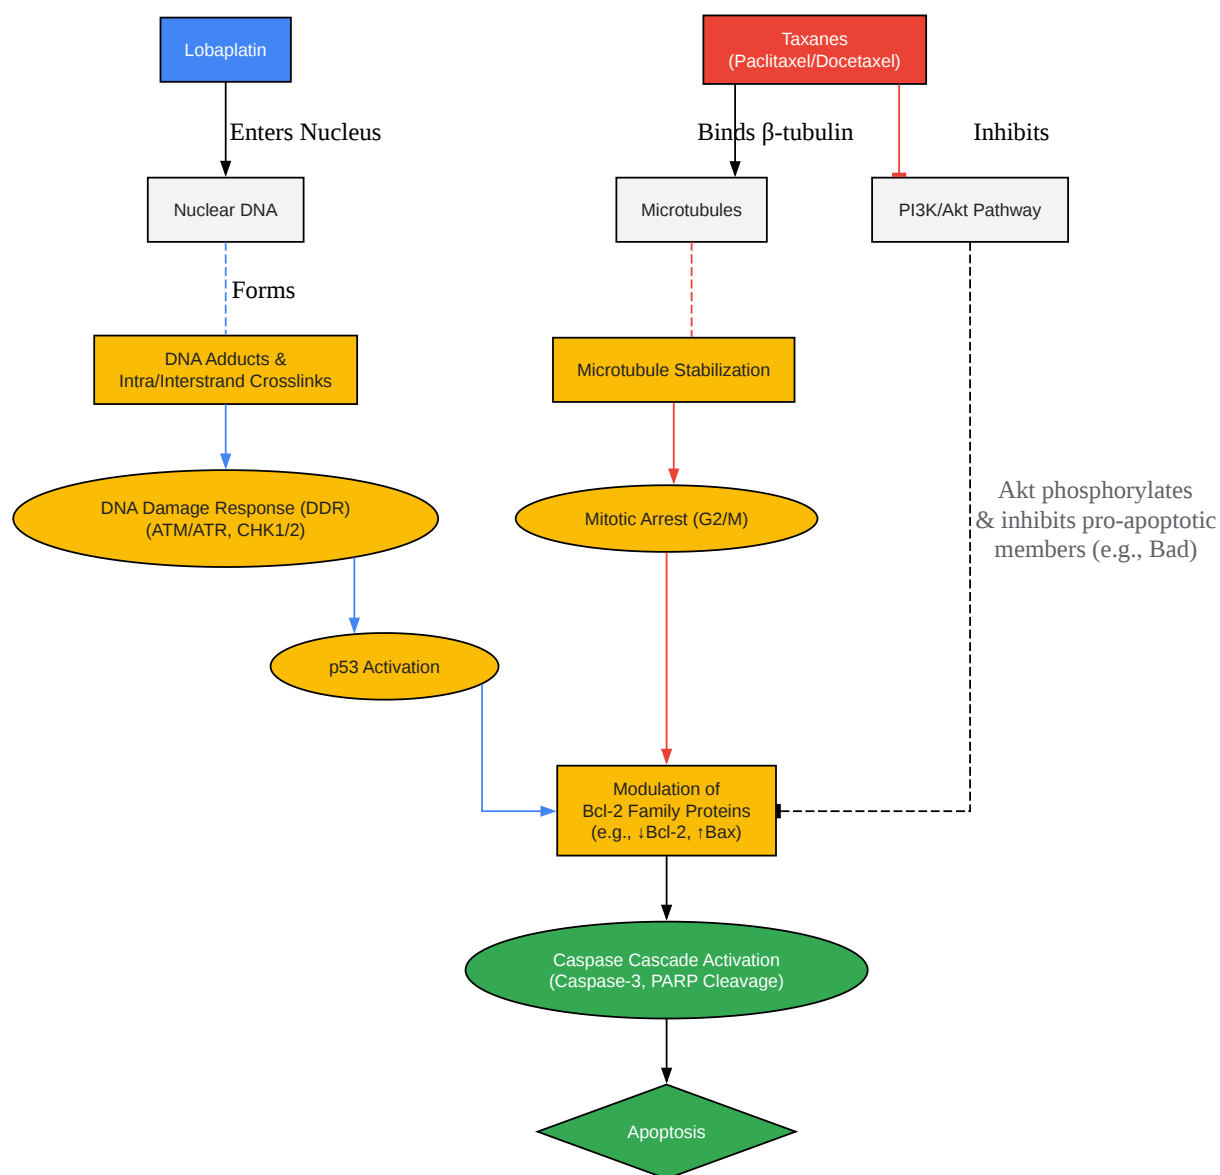 Lobaplatin
Taxanes
(Paclitaxel/Docetaxel)
Enters Nucleus
Binds β-tubulin
Inhibits
Nuclear DNA
Microtubules
PI3K/Akt Pathway
Forms
DNA Adducts &
Intra/Interstrand Crosslinks
Microtubule Stabilization
DNA Damage Response (DDR)
(ATM/ATR, CHK1/2)
Mitotic Arrest (G2/M)
Akt phosphorylates
& inhibits pro-apoptotic
members (e.g., Bad)
p53 Activation
Modulation of
Bcl-2 Family Proteins
(e.g., ↓Bcl-2, ↑Bax)
Caspase Cascade Activation
(Caspase-3, PARP Cleavage)
Apoptosis